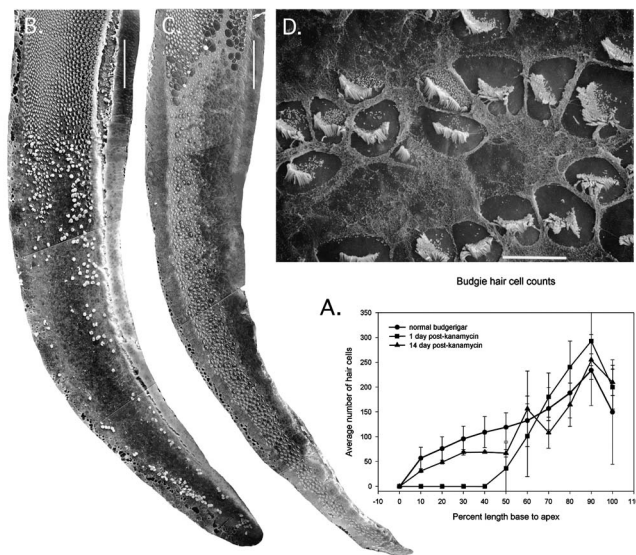 B.
C.
D.
Budgie hair cell counts
A.
normal budgerigar
1 day post-kanamycin
14 day post-kanamycin
Average number of hair cells
350
300
250
200
150
100
50
0
-10 0 10 20 30 40 50 60 70 80 90 100 11
Percent length base to apex